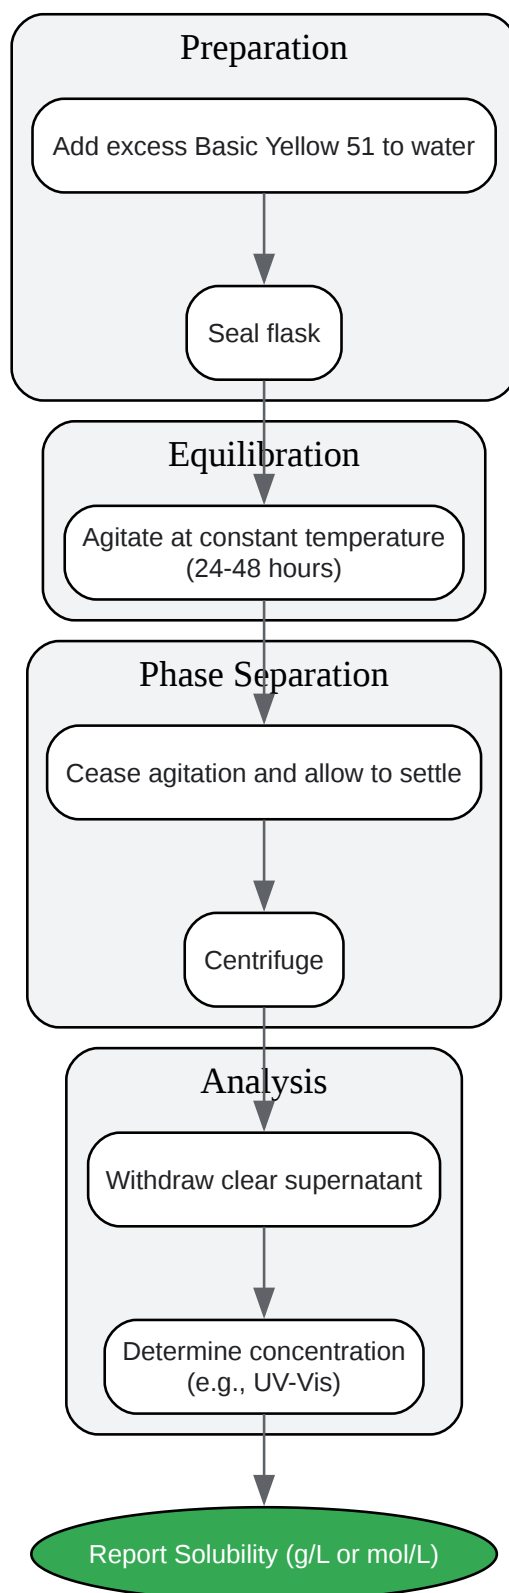 Preparation
Add excess Basic Yellow 51 to water
Seal flask
Equilibration
Agitate at constant temperature
(24-48 hours)
Phase Separation
Cease agitation and allow to settle
Centrifuge
Analysis
Withdraw clear supernatant
Determine concentration
(e.g., UV-Vis)
Report Solubility (g/L or mol/L)